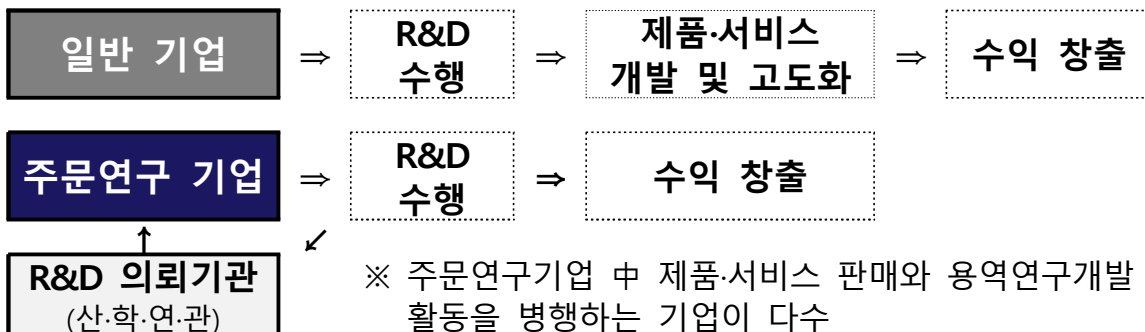 일반 기업 ⇒ R&D 수행 ⇒ 제품·서비스 개발 및 고도화 ⇒ 수익 창출
주문연구 기업 ⇒ R&D 수행 ⇒ 수익 창출
↑ ↙
R&D 의뢰기관
(산·학·연·관)
※ 주문연구기업 中 제품·서비스 판매와 용역연구개발
활동을 병행하는 기업이 다수